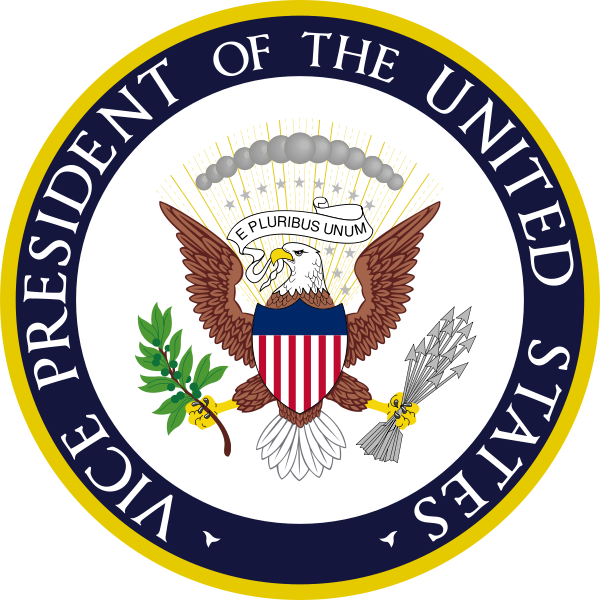 VICE PRESIDENT OF THE UNITED STATES
E PLURIBUS UNUM